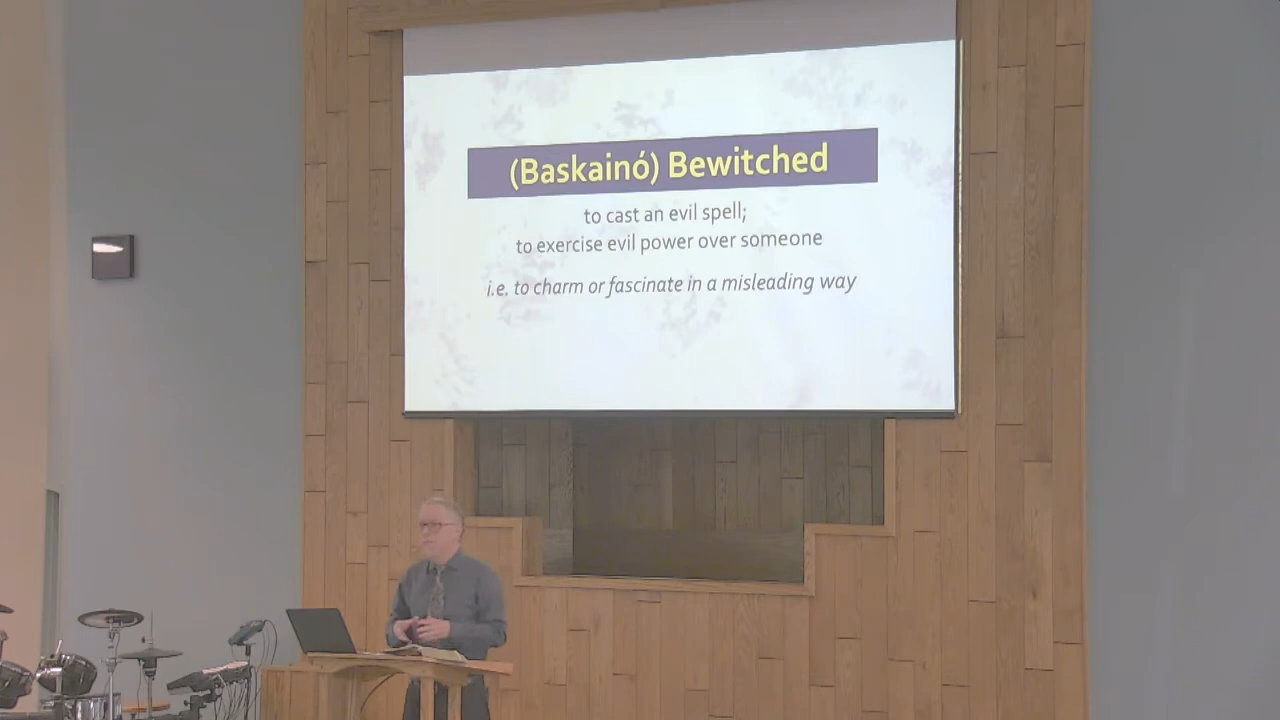 (Baskainó) Bewitched
to cast an evil spell;
to exercise evil power over someone
i.e. to charm or fascinate in a misleading way